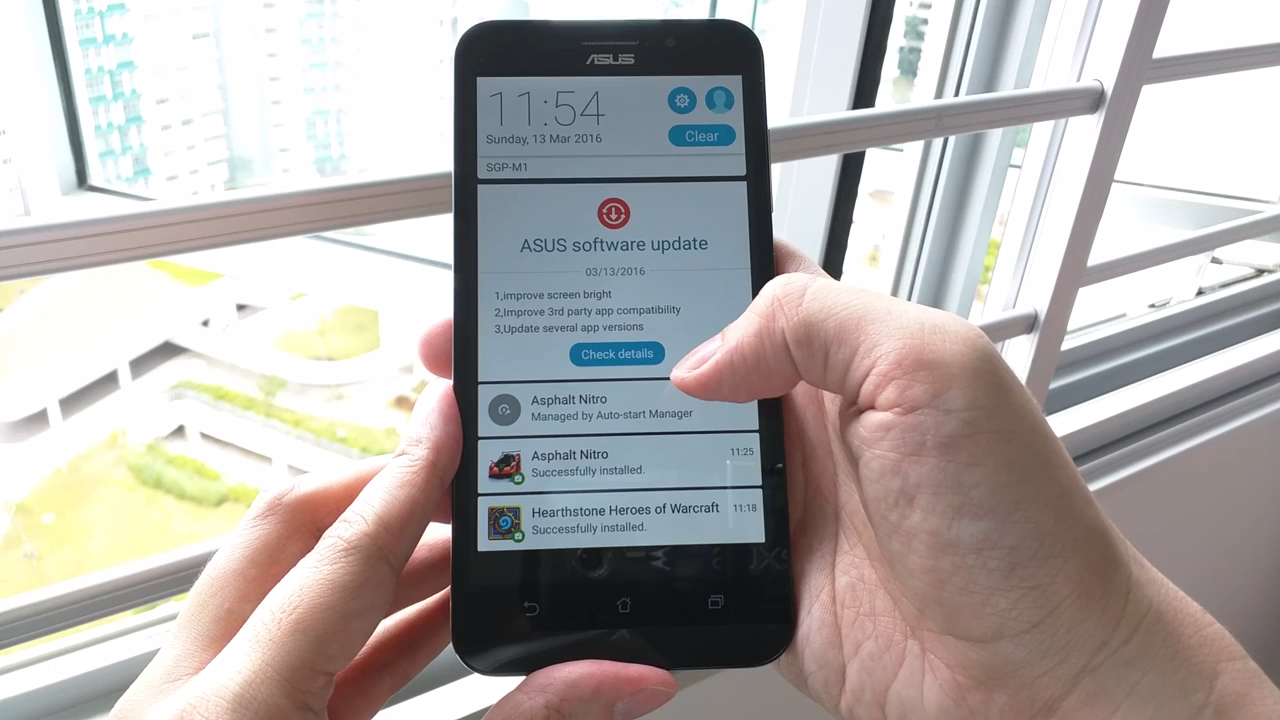 ASUS
11:54
Sunday, 13 Mar 2016
Clear
SGP-M1
ASUS software update
03/13/2016
1,improve screen bright
2,Improve 3rd party app compatibility
3,Update several app versions
Check details
Asphalt Nitro
Managed by Auto-start Manager
Asphalt Nitro 11:25
Successfully installed.
Hearthstone Heroes of Warcraft 11:18
Successfully installed.